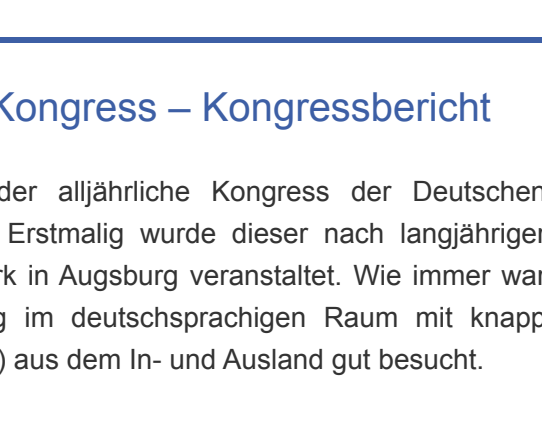 Kongress – Kongressbericht
der alljährliche Kongress der Deutschen
Erstmalig wurde dieser nach langjähriger
in Augsburg veranstaltet. Wie immer war
im deutschsprachigen Raum mit knapp
) aus dem In- und Ausland gut besucht.